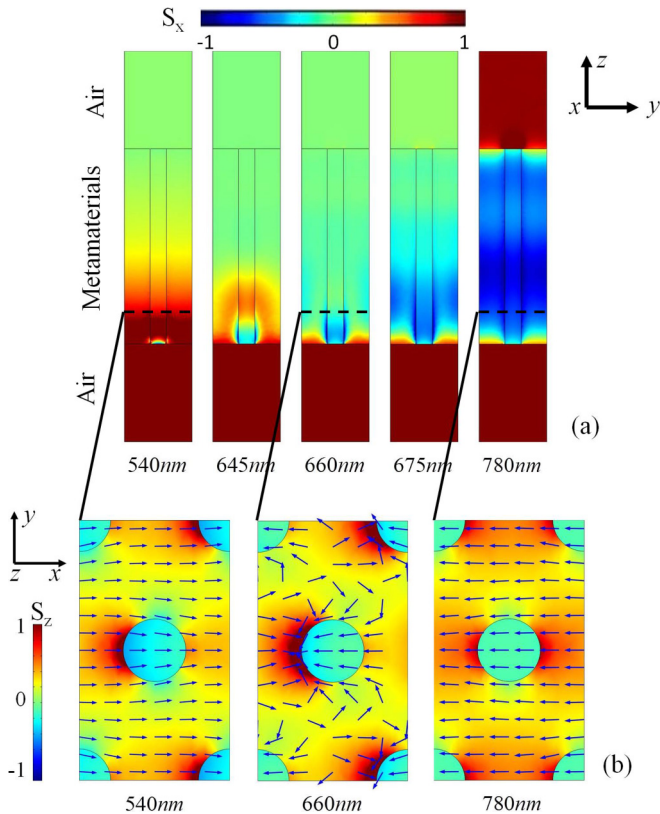 Sx
-1 0 1
Air
z
x y
Metamaterials
Air
(a)
540nm 645nm 660nm 675nm 780nm
y
z x
Sz
1
0
-1
(b)
540nm 660nm 780nm